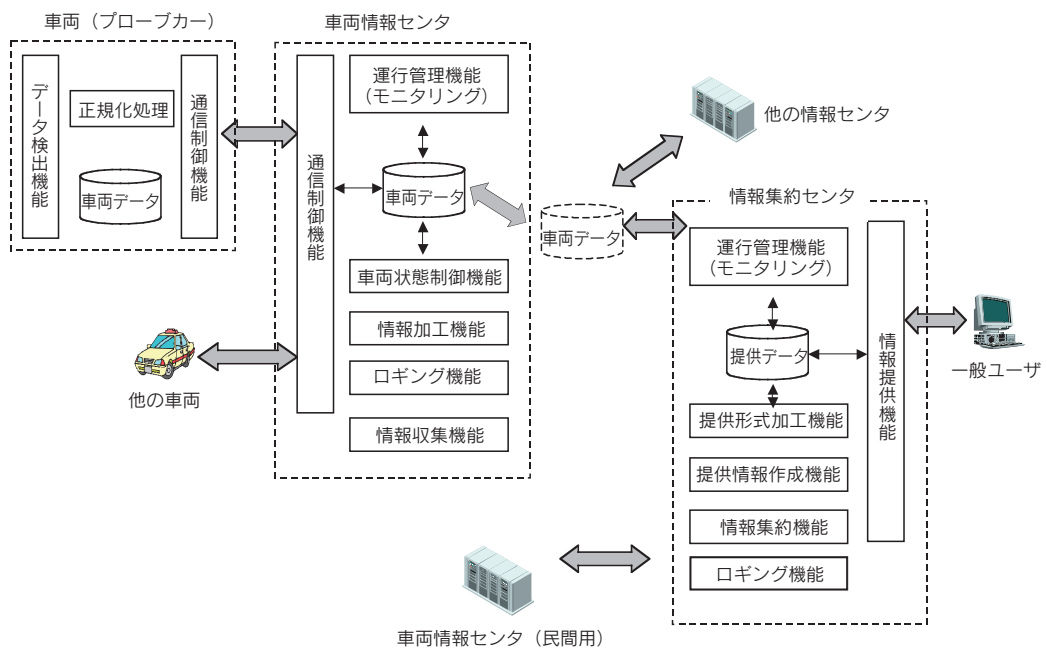 車両（プローブカー）
データ検出機能
正規化処理
車両データ
通信制御機能
車両情報センタ
通信制御機能
運行管理機能
（モニタリング）
車両データ
車両状態制御機能
情報加工機能
ロギング機能
情報収集機能
他の車両
車両データ
他の情報センタ
情報集約センタ
運行管理機能
（モニタリング）
提供データ
提供形式加工機能
提供情報作成機能
情報集約機能
ロギング機能
情報提供機能
一般ユーザ
車両情報センタ（民間用）